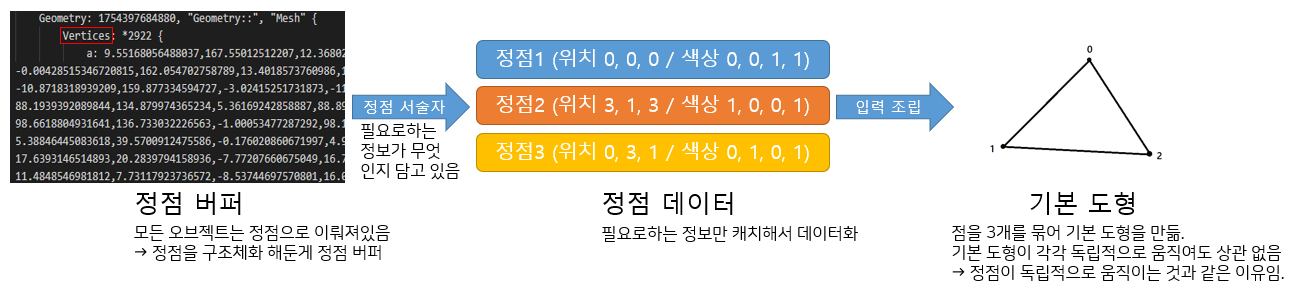 Geometry: 1754397684880, "Geometry::", "Mesh" {
Vertices: *2922 {
a: 9.55168056488037,167.55012512207,12.3680
-0.00428515346720815,162.054702758789,13.4018573760986,1
-10.8718318939209,159.877334594727,-3.02415251731873,-11
88.1939392089844,134.879974365234,5.36169242858887,88.89
98.6618804931641,136.733032226563,-1.00053477287292,98.1
5.38846445083618,39.5700912475586,-0.176020860671997,4.9
17.6393146514893,20.2839794158936,-7.77207660675049,16.7
11.4848546981812,7.73117923736572,-8.53744697570801,16.0
정점 버퍼
모든 오브젝트는 정점으로 이뤄져있음
→ 정점을 구조체화 해둔게 정점 버퍼
정점 서술자
필요로하는
정보가 무엇
인지 담고 있음
정점1 (위치 0, 0, 0 / 색상 0, 0, 1, 1)
정점2 (위치 3, 1, 3 / 색상 1, 0, 0, 1)
정점3 (위치 0, 3, 1 / 색상 0, 1, 0, 1)
정점 데이터
필요로하는 정보만 캐치해서 데이터화
입력 조립
0
1
2
기본 도형
점을 3개를 묶어 기본 도형을 만듦.
기본 도형이 각각 독립적으로 움직여도 상관 없음
→ 정점이 독립적으로 움직이는 것과 같은 이유임.